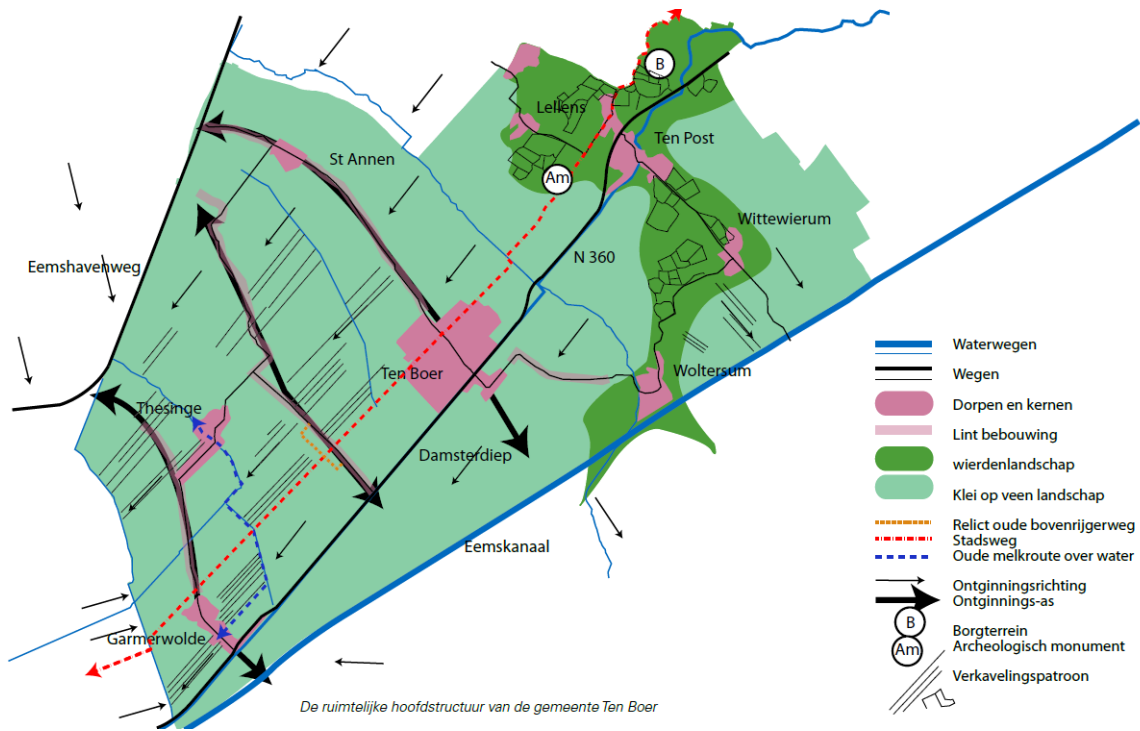 B
Lellens
Ten Post
St Annen
Am
Wittewierum
N 360
Eemshavenweg
Woltersum
Ten Boer
Thesinge
Damsterdiep
Eemskanaal
Garmerwolde
Waterwegen
Wegen
Dorpen en kernen
Lint bebouwing
wierdenlandschap
Klei op veen landschap
Relict oude bovenrijgerweg
Stadsweg
Oude melkroute over water
Ontginningsrichting
Ontginnings-as
B
Borgterrein
Am
Archeologisch monument
Verkavelingspatroon
De ruimtelijke hoofdstructuur van de gemeente Ten Boer